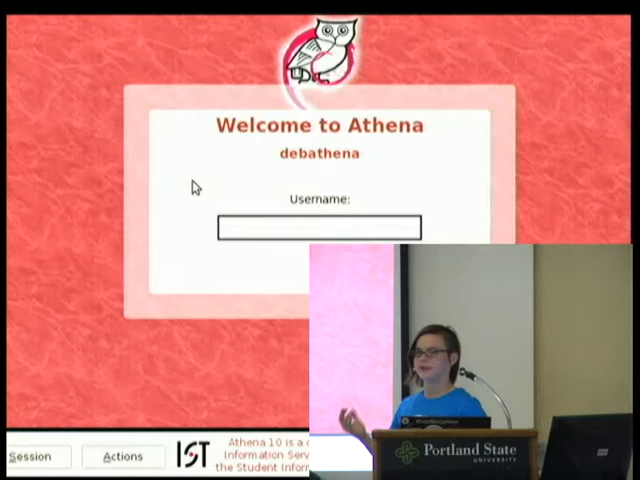 Welcome to Athena
debathena
Username:
Session
Actions
IST
Athena 10 is a
Information Serv
the Student Inform
Portland State
UNIVERSITY